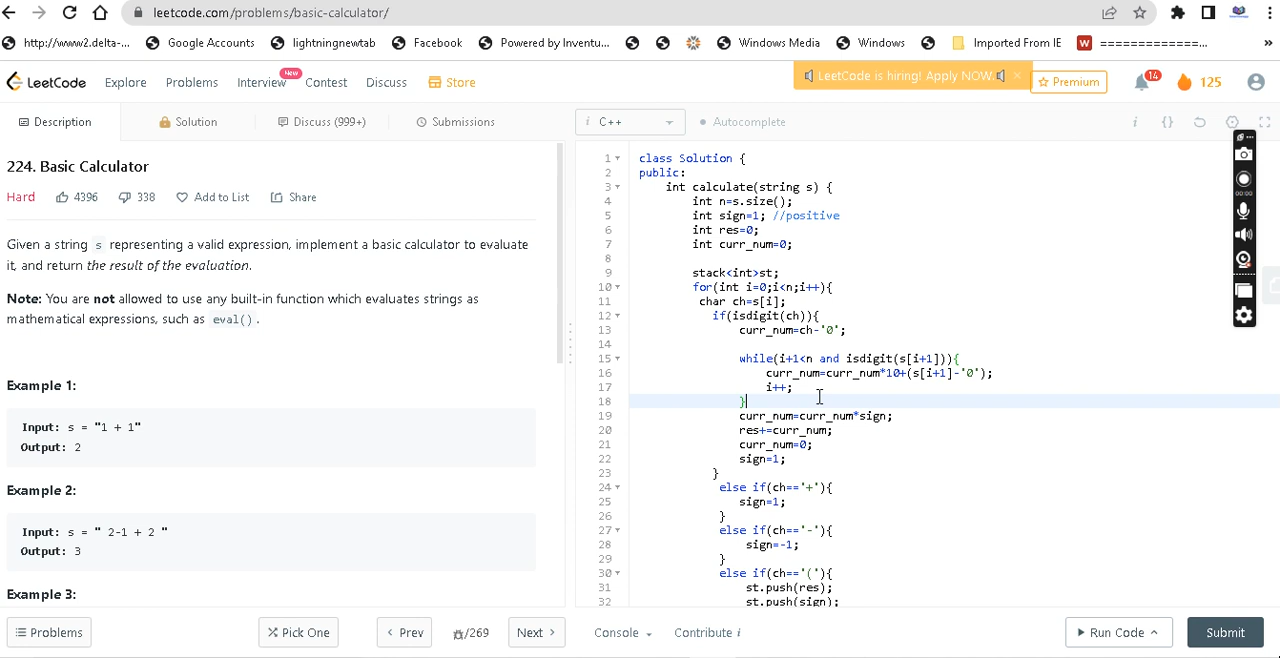 leetcode.com/problems/basic-calculator/
http://www2.delta-... Google Accounts lightningnewtab Facebook Powered by Inventu... Windows Media Windows Imported From IE W ==============...
LeetCode Explore Problems Interview New Contest Discuss Store LeetCode is hiring! Apply NOW. × Premium 14 125
Description Solution Discuss (999+) Submissions i C++ Autocomplete i {}
224. Basic Calculator
Hard 4396 338 Add to List Share
Given a string s representing a valid expression, implement a basic calculator to evaluate
it, and return the result of the evaluation.
Note: You are not allowed to use any built-in function which evaluates strings as
mathematical expressions, such as eval() .
Example 1:
Input: s = "1 + 1"
Output: 2
Example 2:
Input: s = " 2-1 + 2 "
Output: 3
Example 3:
1 class Solution {
2 public:
3 int calculate(string s) {
4 int n=s.size();
5 int sign=1; //positive
6 int res=0;
7 int curr_num=0;
8
9 stack<int>st;
10 for(int i=0;i<n;i++){
11 char ch=s[i];
12 if(isdigit(ch)){
13 curr_num=ch-'0';
14
15 while(i+1<n and isdigit(s[i+1])){
16 curr_num=curr_num*10+(s[i+1]-'0');
17 i++;
18 }
19 curr_num=curr_num*sign;
20 res+=curr_num;
21 curr_num=0;
22 sign=1;
23 }
24 else if(ch=='+'){
25 sign=1;
26 }
27 else if(ch=='-'){
28 sign=-1;
29 }
30 else if(ch=='('){
31 st.push(res);
32 st.push(sign);
00:00
Problems Pick One Prev /269 Next Console Contribute i Run Code Submit